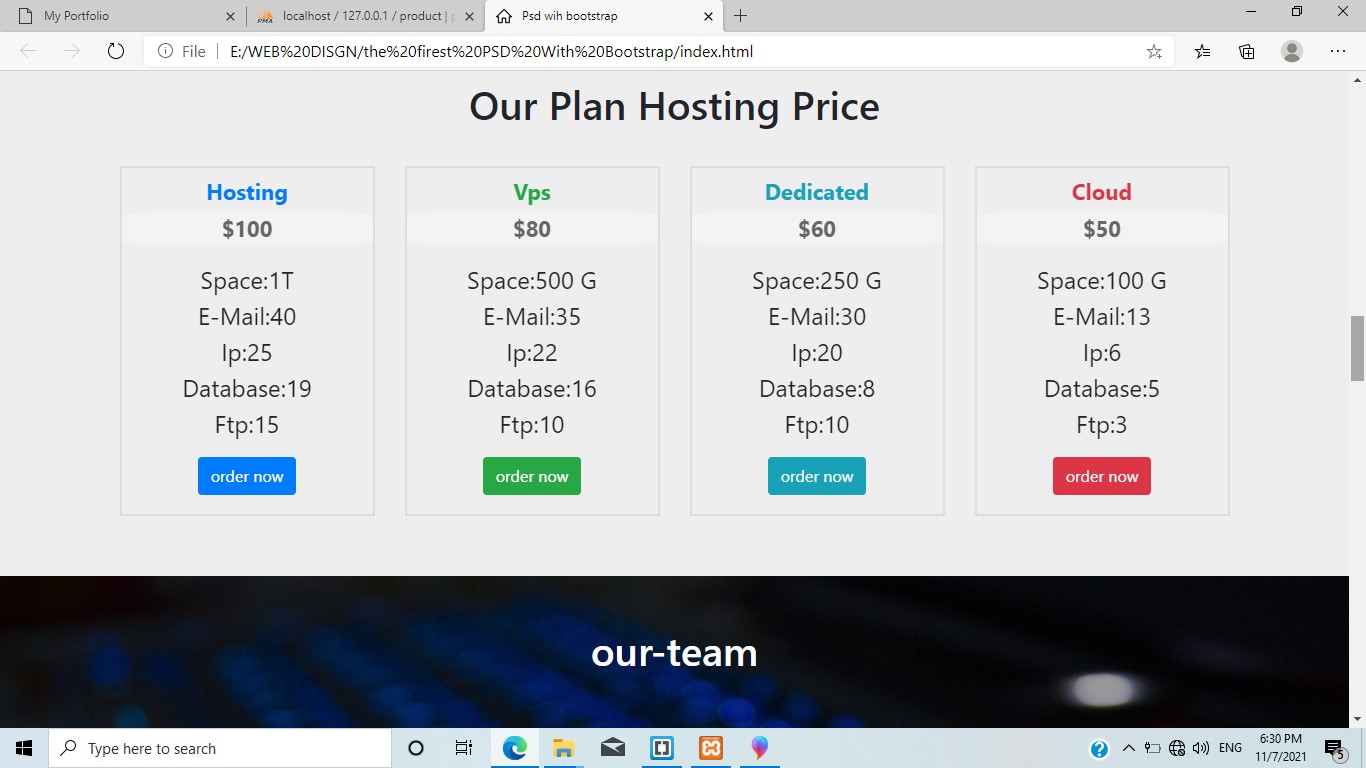 My Portfolio
localhost / 127.0.0.1 / product | p
Psd wih bootstrap
File
E:/WEB%20DISGN/the%20firest%20PSD%20With%20Bootstrap/index.html
Our Plan Hosting Price
Hosting Vps Dedicated Cloud
$100 $80 $60 $50
Space:1T Space:500 G Space:250 G Space:100 G
E-Mail:40 E-Mail:35 E-Mail:30 E-Mail:13
Ip:25 Ip:22 Ip:20 Ip:6
Database:19 Database:16 Database:8 Database:5
Ftp:15 Ftp:10 Ftp:10 Ftp:3
order now order now order now order now
our-team
Type here to search
ENG
6:30 PM
11/7/2021
5